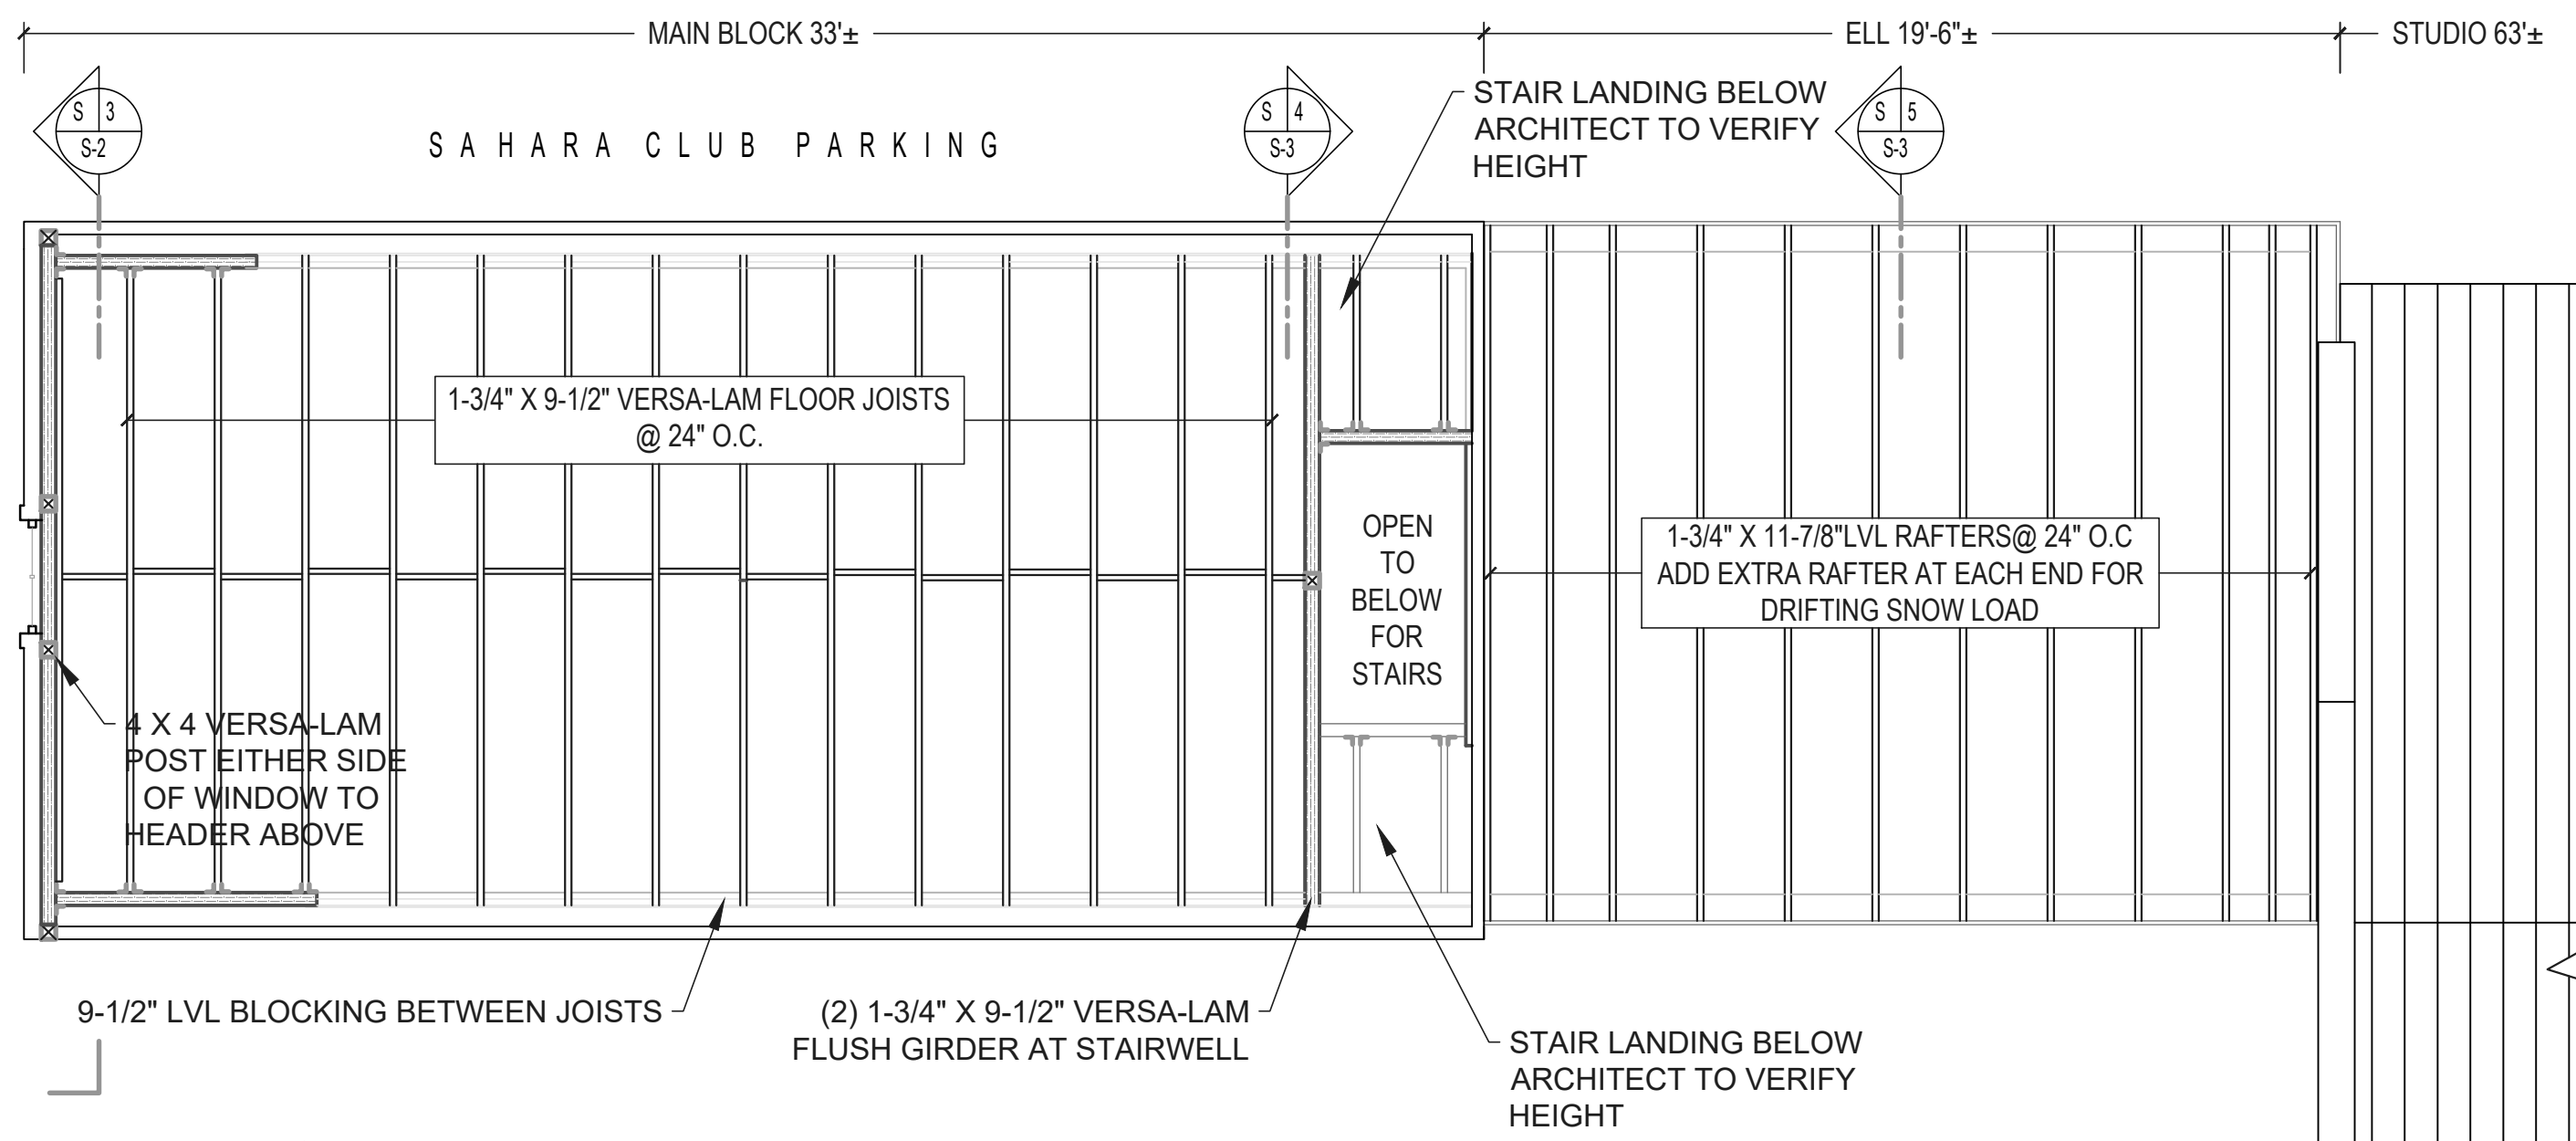 MAIN BLOCK 33'±
ELL 19'-6"±
STUDIO 63'±
S 3
S-2
S 4
S-3
S 5
S-3
SAHARA CLUB PARKING
STAIR LANDING BELOW
ARCHITECT TO VERIFY
HEIGHT
1-3/4" X 9-1/2" VERSA-LAM FLOOR JOISTS
@ 24" O.C.
OPEN
TO
BELOW
FOR
STAIRS
1-3/4" X 11-7/8"LVL RAFTERS@ 24" O.C
ADD EXTRA RAFTER AT EACH END FOR
DRIFTING SNOW LOAD
4 X 4 VERSA-LAM
POST EITHER SIDE
OF WINDOW TO
HEADER ABOVE
9-1/2" LVL BLOCKING BETWEEN JOISTS
(2) 1-3/4" X 9-1/2" VERSA-LAM
FLUSH GIRDER AT STAIRWELL
STAIR LANDING BELOW
ARCHITECT TO VERIFY
HEIGHT